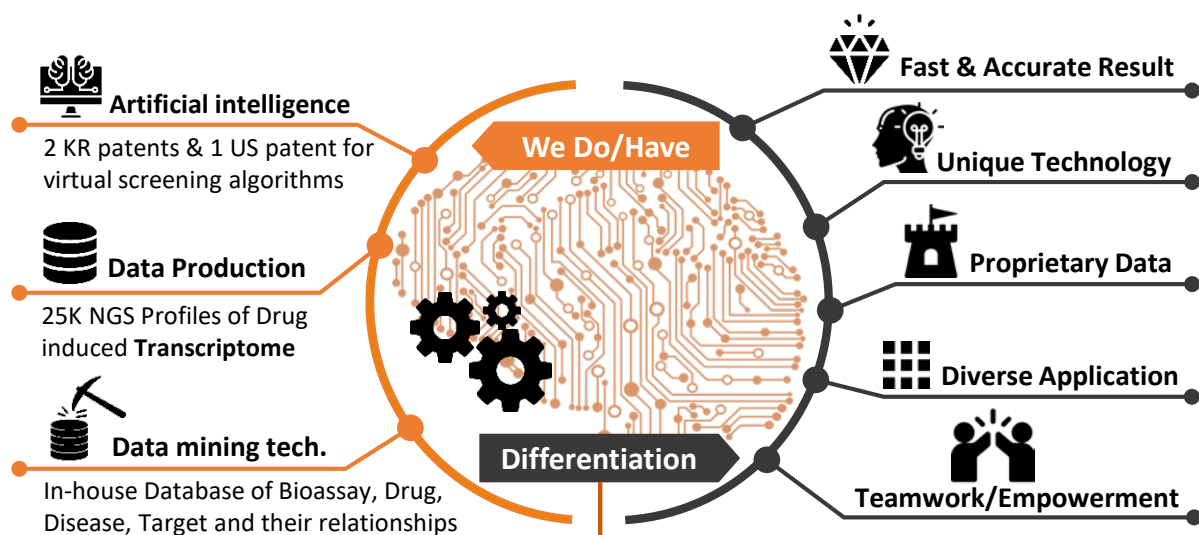 We Do/Have
Artificial intelligence
2 KR patents & 1 US patent for
virtual screening algorithms
Data Production
25K NGS Profiles of Drug
induced Transcriptome
Data mining tech.
In-house Database of Bioassay, Drug,
Disease, Target and their relationships
Differentiation
Fast & Accurate Result
Unique Technology
Proprietary Data
Diverse Application
Teamwork/Empowerment